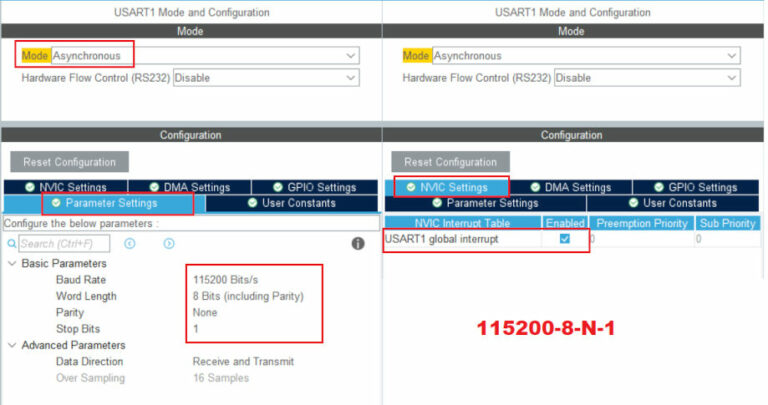 USART1 Mode and Configuration
Mode
Mode Asynchronous
Hardware Flow Control (RS232) Disable
Configuration
Reset Configuration
NVIC Settings DMA Settings GPIO Settings
Parameter Settings User Constants
Configure the below parameters :
Search (Ctrl+F)
Basic Parameters
Baud Rate 115200 Bits/s
Word Length 8 Bits (including Parity)
Parity None
Stop Bits 1
Advanced Parameters
Data Direction Receive and Transmit
Over Sampling 16 Samples
USART1 Mode and Configuration
Mode
Mode Asynchronous
Hardware Flow Control (RS232) Disable
Configuration
Reset Configuration
NVIC Settings DMA Settings GPIO Settings
Parameter Settings User Constants
NVIC Interrupt Table Enabled Preemption Priority Sub Priority
USART1 global interrupt 0 0
115200-8-N-1